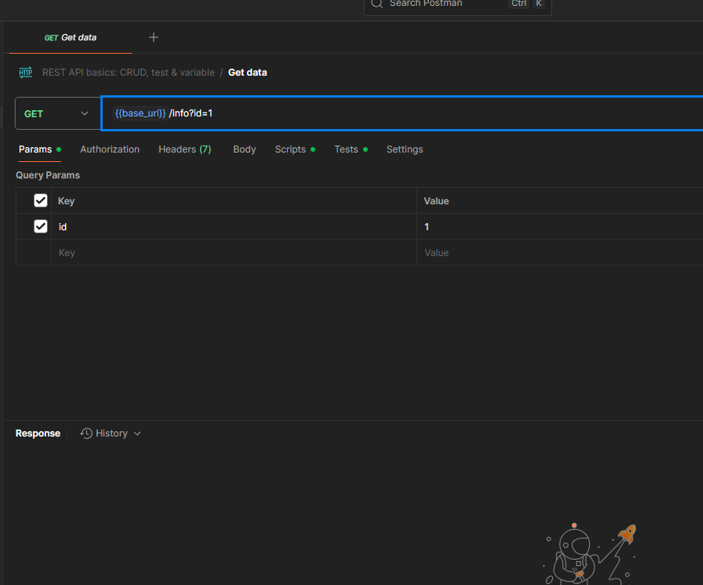 Search Postman Ctrl K
GET Get data
HTTP REST API basics: CRUD, test & variable / Get data
GET {{base_url}} /info?id=1
Params Authorization Headers (7) Body Scripts Tests Settings
Query Params
Key Value
id 1
Key Value
Response History